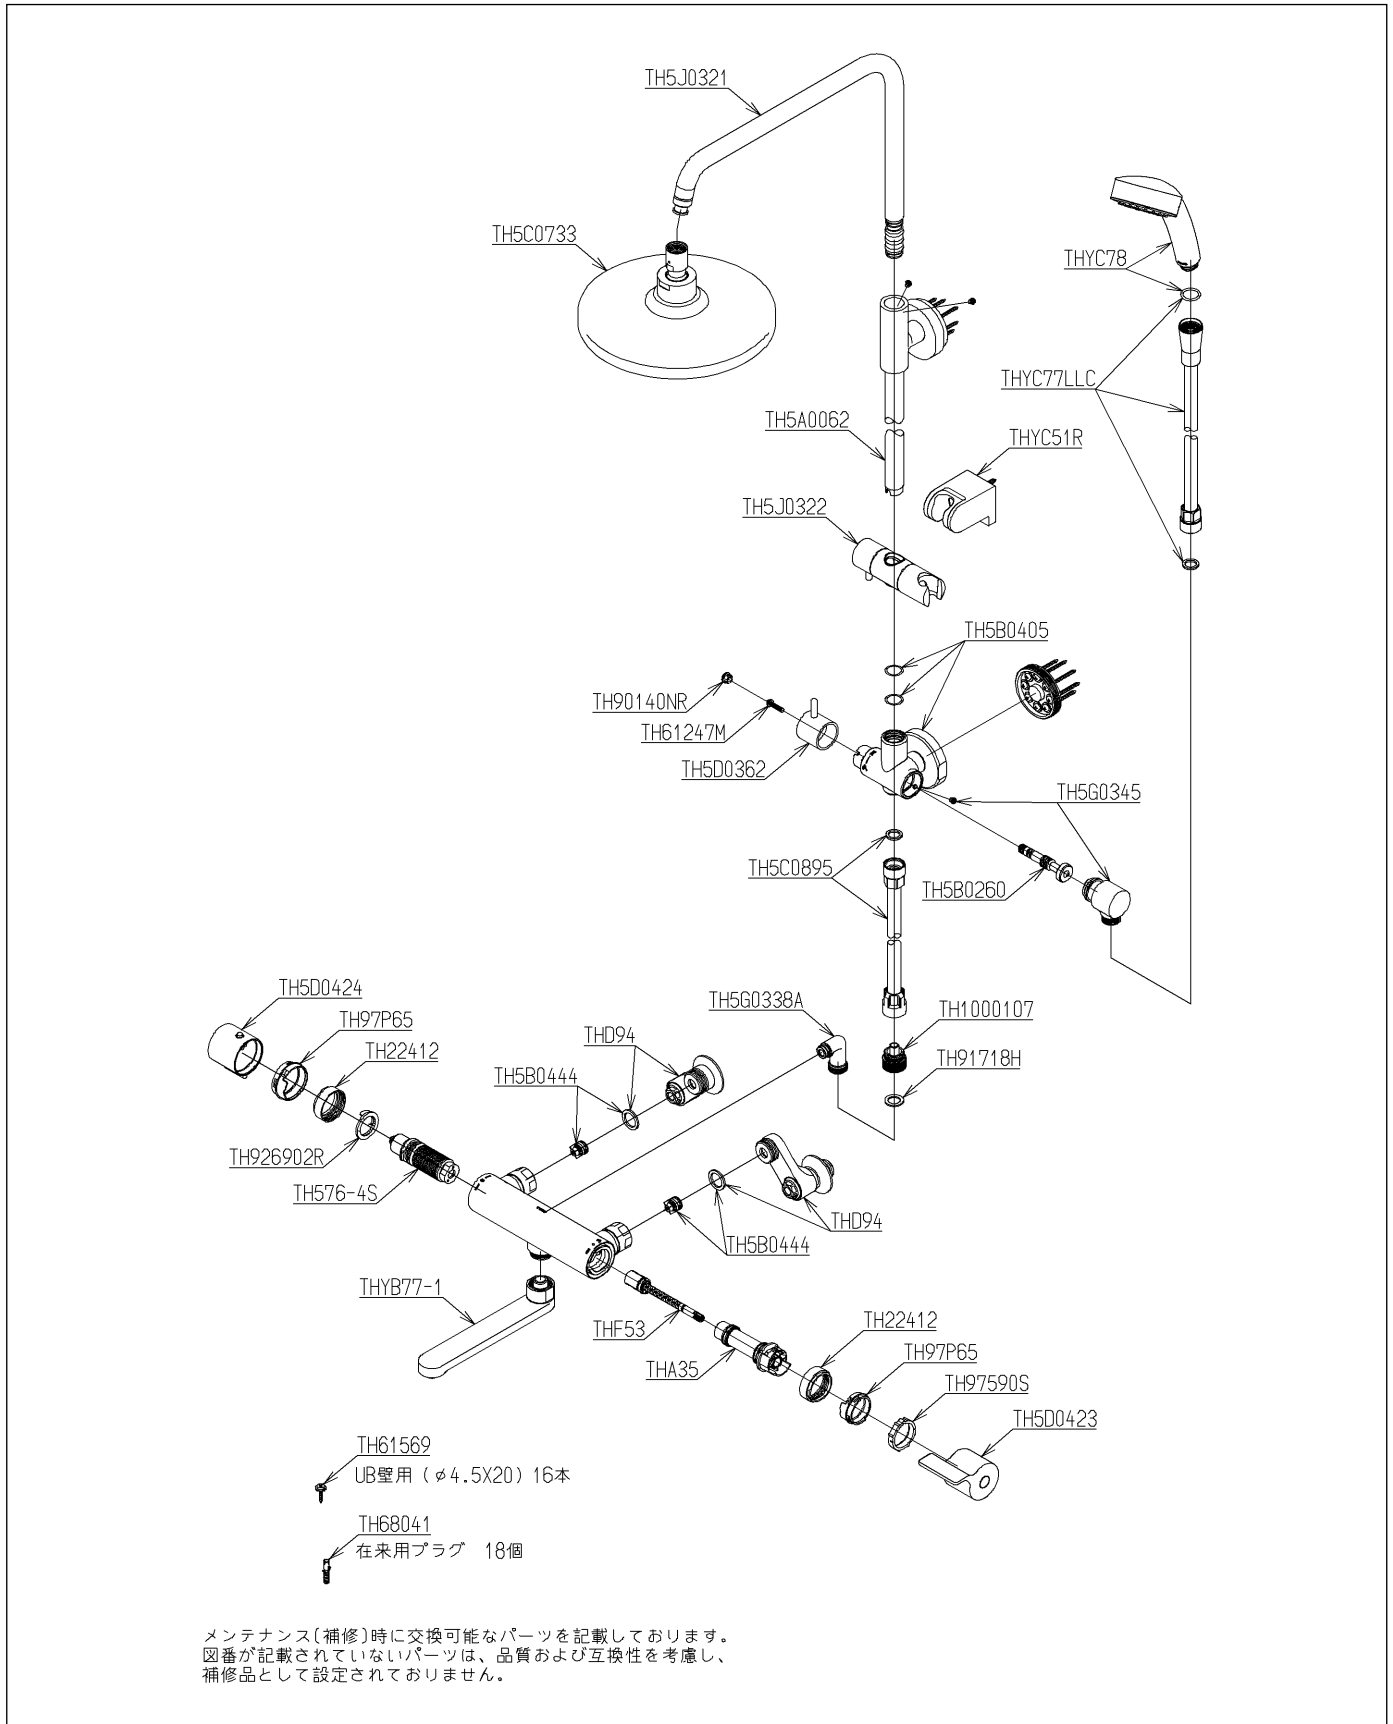 TH5J0321
TH5C0733
THYC78
THYC77LLC
TH5A0062
THYC51R
TH5J0322
TH5B0405
TH90140NR
TH61247M
TH5D0362
TH5G0345
TH5C0895
TH5B0260
TH5D0424
TH5G0338A
TH1000107
TH97P65
THD94
TH22412
TH5B0444
TH91718H
TH926902R
TH576-4S
THD94
TH5B0444
THYB77-1
THF53
TH22412
THA35
TH97P65
TH97590S
TH5D0423
TH61569
UB壁用(φ4.5X20)16本
TH68041
在来用プラグ 18個
メンテナンス(補修)時に交換可能なパーツを記載しております。
図番が記載されていないパーツは、品質および互換性を考慮し、
補修品として設定されておりません。